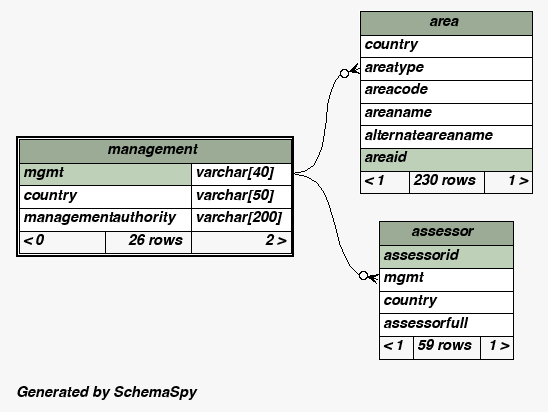 area
country
areatype
areacode
areaname
alternateareaname
areaid
< 1 230 rows 1 >
management
mgmt varchar[40]
country varchar[50]
managementauthority varchar[200]
< 0 26 rows 2 >
assessor
assessorid
mgmt
country
assessorfull
< 1 59 rows 1 >
Generated by SchemaSpy